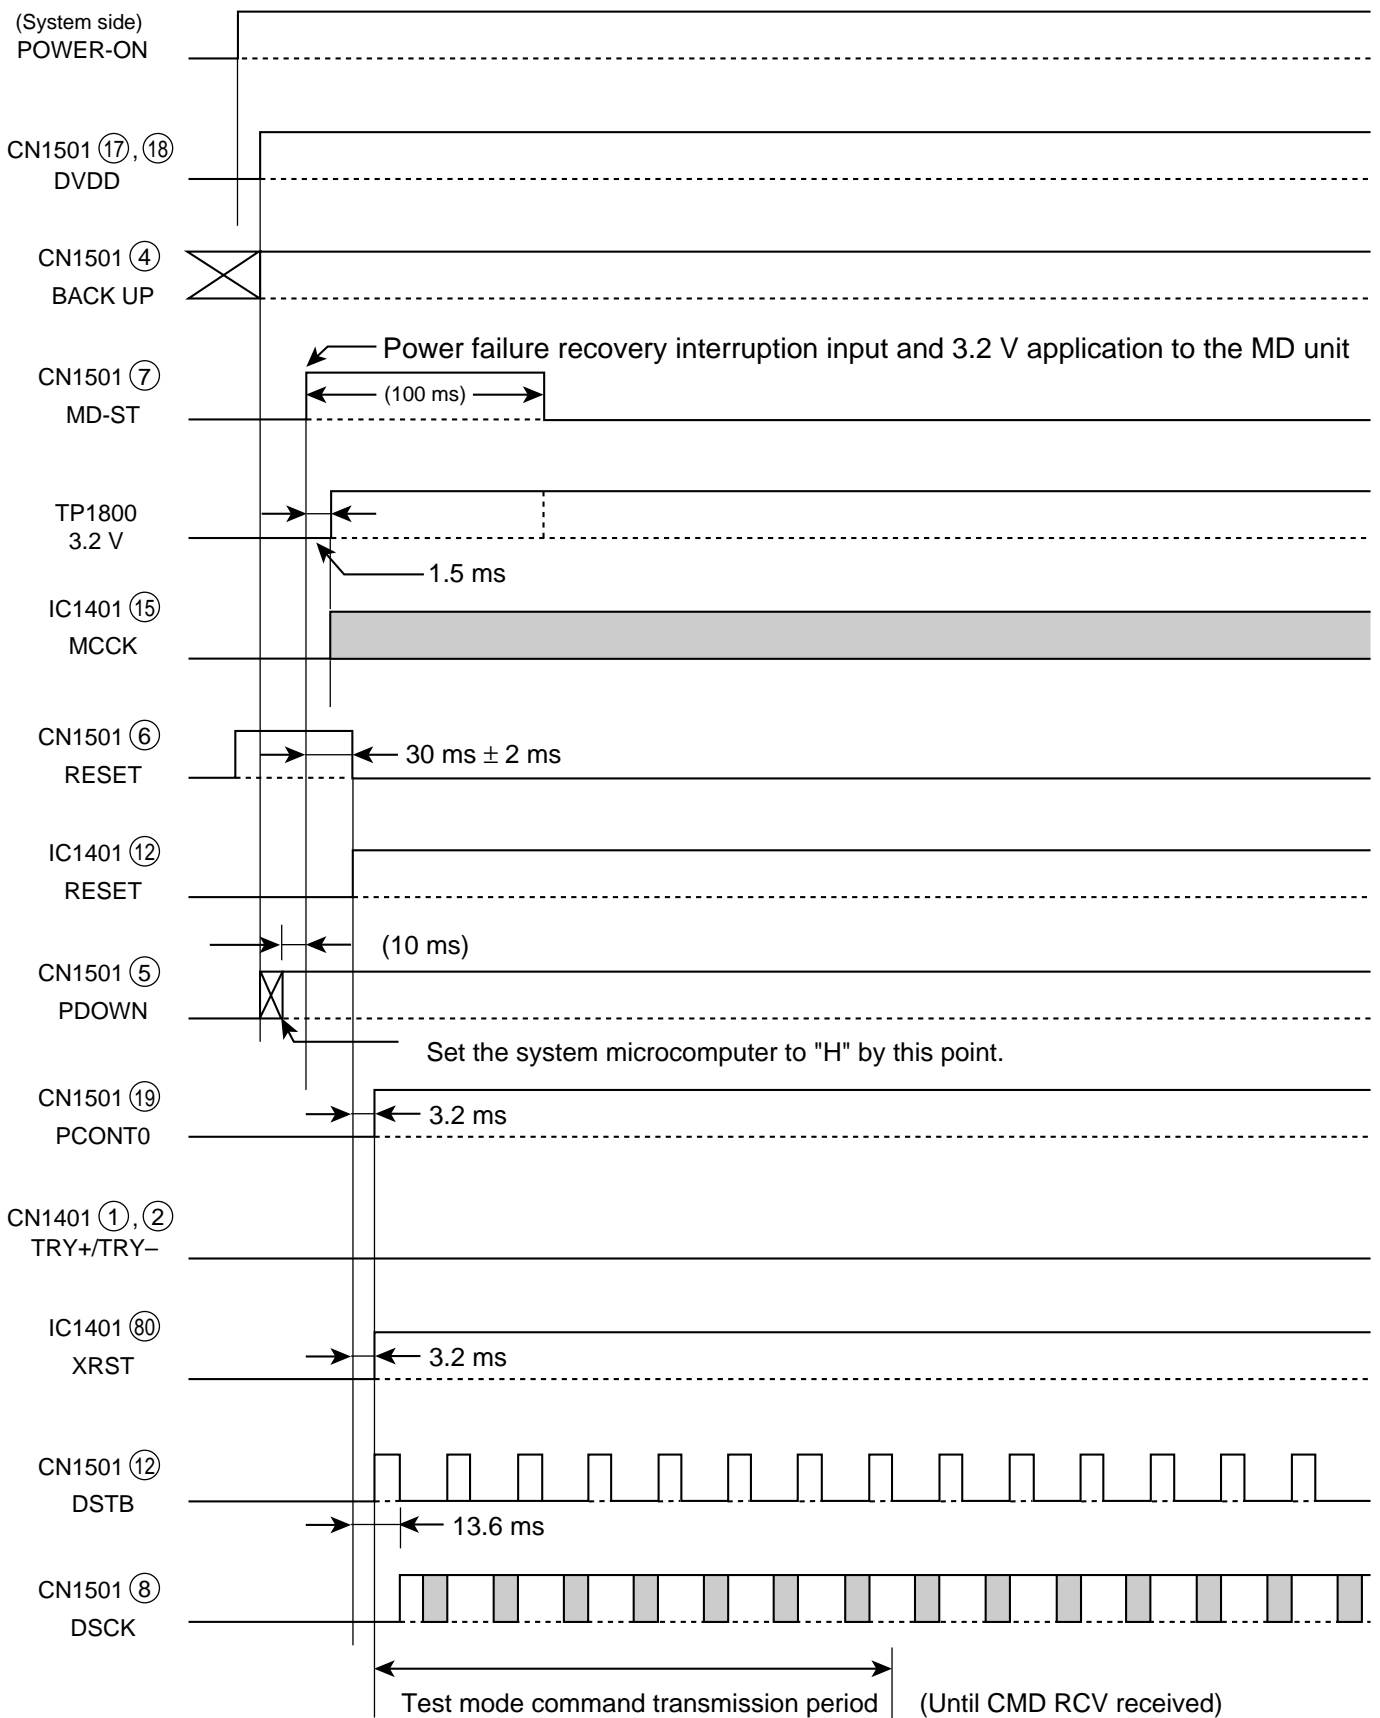 (System side)
POWER-ON
CN1501 ⑰, ⑱
DVDD
CN1501 ④
BACK UP
Power failure recovery interruption input and 3.2 V application to the MD unit
CN1501 ⑦
(100 ms)
MD-ST
TP1800
3.2 V
1.5 ms
IC1401 ⑮
MCCK
CN1501 ⑥
30 ms ± 2 ms
RESET
IC1401 ⑫
RESET
(10 ms)
CN1501 ⑤
PDOWN
Set the system microcomputer to "H" by this point.
CN1501 ⑲
3.2 ms
PCONT0
CN1401 ①, ②
TRY+/TRY–
IC1401 80
3.2 ms
XRST
CN1501 ⑫
DSTB
13.6 ms
CN1501 ⑧
DSCK
Test mode command transmission period (Until CMD RCV received)